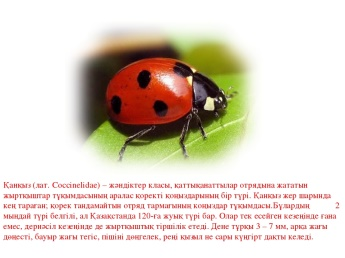 Қанқыз (лат. Coccinelidae) – жәндіктер класы, қаттықанаттылар отрядына жататын
жыртқыштар тұқымдасының аралас қоректі қоңыздарының бір түрі. Қанқыз жер шарында
кең тараған, қорек таңдамайтын отряд тармағының қоңыздар тұқымдасы.Бұлардың 2
мыңдай түрі белгілі, ал Қазақстанда 120-ға жуық түрі бар. Олар тек есейген кезеңінде ғана
емес, дернәсіл кезеңінде де жыртқыштық тіршілік етеді. Дене тұрқы 3 – 7 мм, арқа жағы
дөңесті, бауыр жағы тегіс, пішіні дөңгелек, реңі қызыл не сары күңгірт дақты келеді.